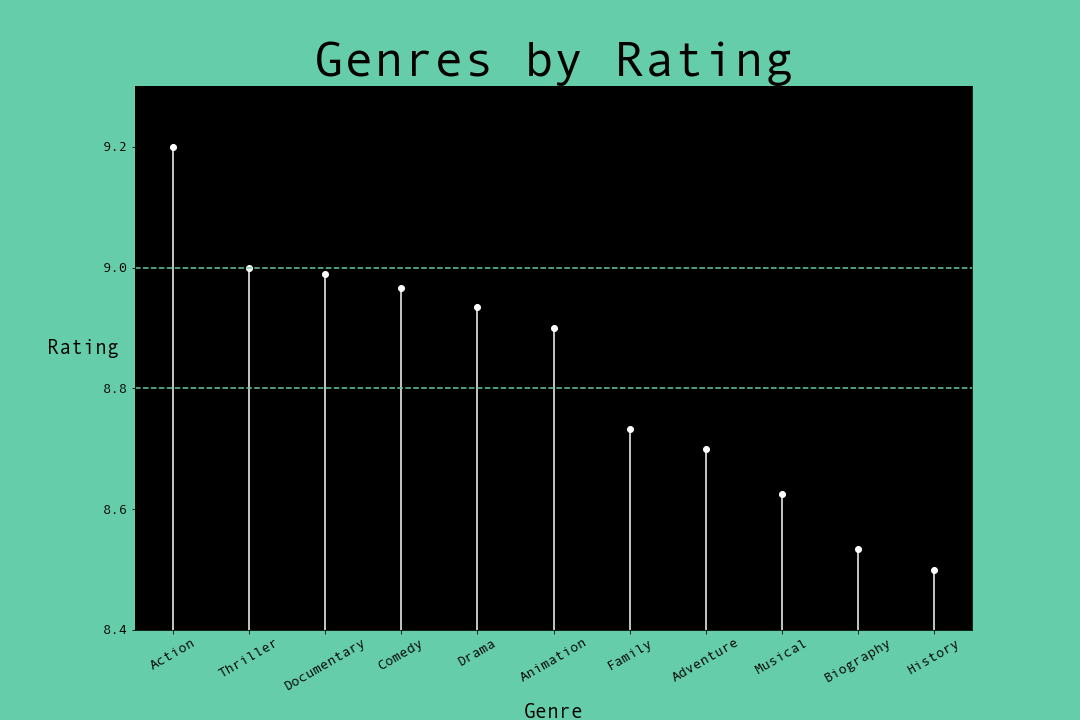 Genres by Rating
9.2
9.0
Rating
8.8
8.6
8.4
Action
Thriller
Documentary
Comedy
Drama
Animation
Family
Adventure
Musical
Biography
History
Genre